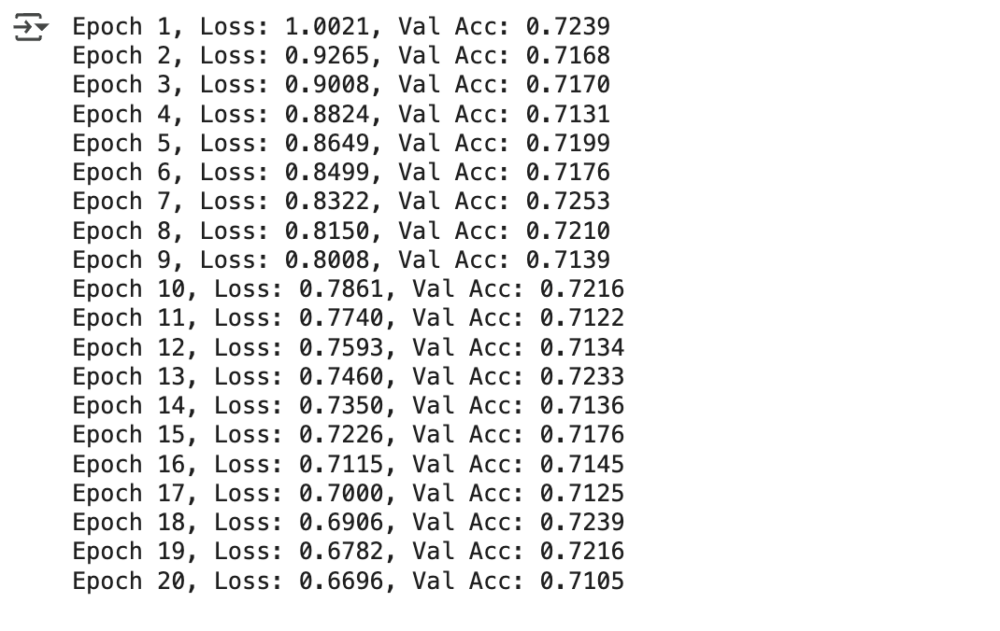 Epoch 1, Loss: 1.0021, Val Acc: 0.7239
Epoch 2, Loss: 0.9265, Val Acc: 0.7168
Epoch 3, Loss: 0.9008, Val Acc: 0.7170
Epoch 4, Loss: 0.8824, Val Acc: 0.7131
Epoch 5, Loss: 0.8649, Val Acc: 0.7199
Epoch 6, Loss: 0.8499, Val Acc: 0.7176
Epoch 7, Loss: 0.8322, Val Acc: 0.7253
Epoch 8, Loss: 0.8150, Val Acc: 0.7210
Epoch 9, Loss: 0.8008, Val Acc: 0.7139
Epoch 10, Loss: 0.7861, Val Acc: 0.7216
Epoch 11, Loss: 0.7740, Val Acc: 0.7122
Epoch 12, Loss: 0.7593, Val Acc: 0.7134
Epoch 13, Loss: 0.7460, Val Acc: 0.7233
Epoch 14, Loss: 0.7350, Val Acc: 0.7136
Epoch 15, Loss: 0.7226, Val Acc: 0.7176
Epoch 16, Loss: 0.7115, Val Acc: 0.7145
Epoch 17, Loss: 0.7000, Val Acc: 0.7125
Epoch 18, Loss: 0.6906, Val Acc: 0.7239
Epoch 19, Loss: 0.6782, Val Acc: 0.7216
Epoch 20, Loss: 0.6696, Val Acc: 0.7105